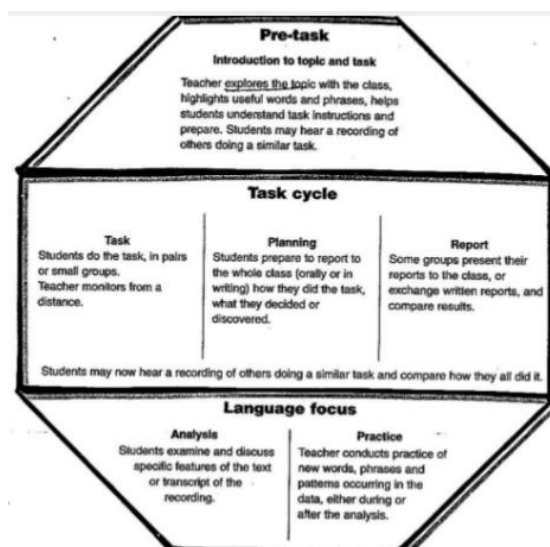 Pre-task
Introduction to topic and task
Teacher explores the topic with the class,
highlights useful words and phrases, helps
students understand task instructions and
prepare. Students may hear a recording of
others doing a similar task.
Task cycle
Task
Students do the task, in pairs
or small groups.
Teacher monitors from a
distance.
Planning
Students prepare to report to
the whole class (orally or in
writing) how they did the task,
what they decided or
discovered.
Report
Some groups present their
reports to the class, or
exchange written reports, and
compare results.
Students may now hear a recording of others doing a similar task and compare how they all did it.
Language focus
Analysis
Students examine and discuss
specific features of the text
or transcript of the
recording.
Practice
Teacher conducts practice of
new words, phrases and
patterns occurring in the
data, either during or
after the analysis.